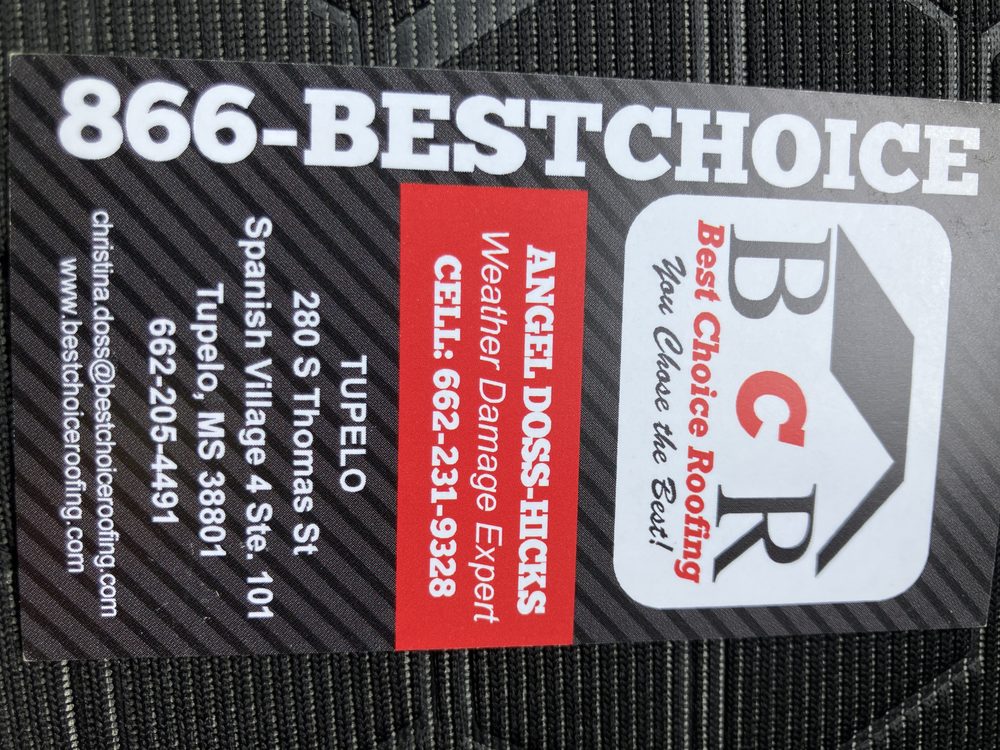 866-BESTCHOICE
BCR
Best Choice Roofing
You Chose the Best!
ANGEL DOSS-HICKS
Weather Damage Expert
CELL: 662-231-9328
TUPELO
280 S Thomas St
Spanish Village 4 Ste. 101
Tupelo, MS 38801
662-205-4491
christina.doss@bestchoiceroofing.com
www.bestchoiceroofing.com